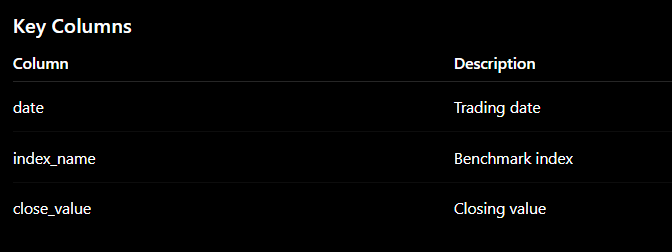 Key Columns
Column Description
date Trading date
index_name Benchmark index
close_value Closing value